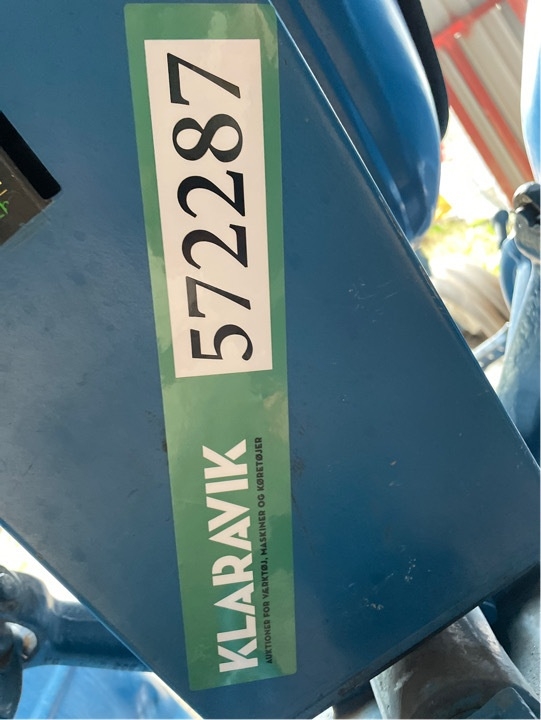 KLARAVIK
AUKTIONER FOR VÆRKTØJ, MASKINER OG KØRETØJER
572287